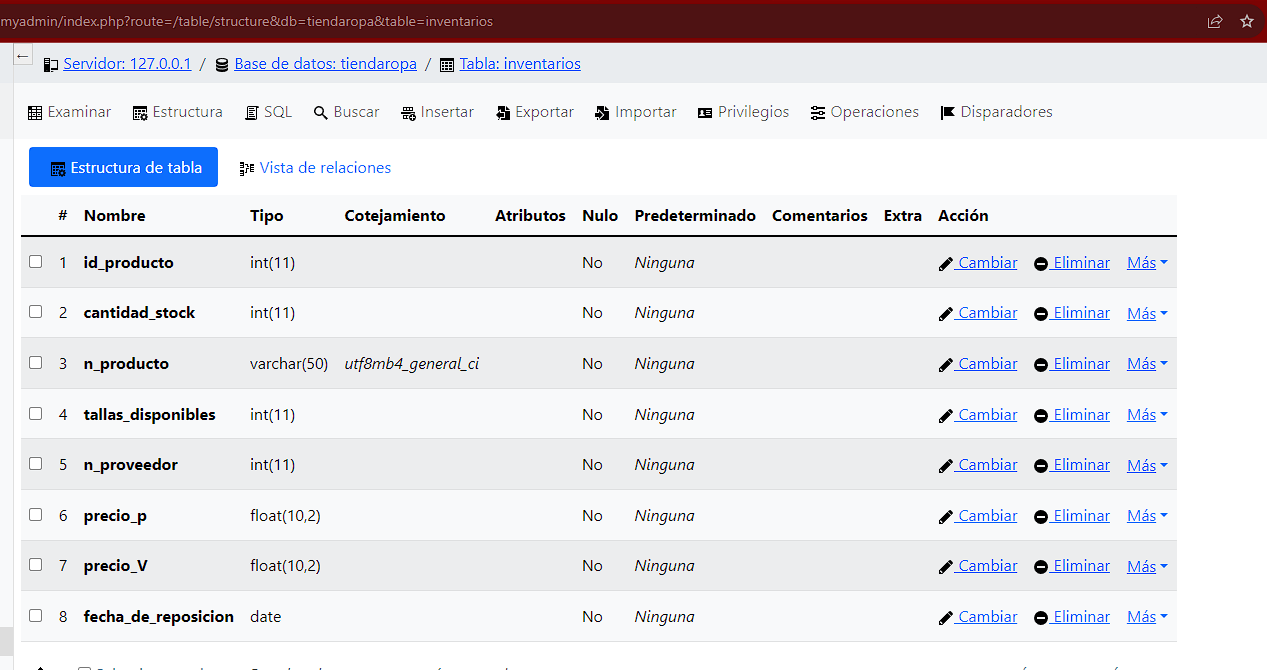 myadmin/index.php?route=/table/structure&db=tiendaropa&table=inventarios
← Servidor: 127.0.0.1 / Base de datos: tiendaropa / Tabla: inventarios
Examinar Estructura SQL Buscar Insertar Exportar Importar Privilegios Operaciones Disparadores
Estructura de tabla Vista de relaciones
# Nombre Tipo Cotejamiento Atributos Nulo Predeterminado Comentarios Extra Acción
1 id_producto int(11) No Ninguna Cambiar Eliminar Más
2 cantidad_stock int(11) No Ninguna Cambiar Eliminar Más
3 n_producto varchar(50) utf8mb4_general_ci No Ninguna Cambiar Eliminar Más
4 tallas_disponibles int(11) No Ninguna Cambiar Eliminar Más
5 n_proveedor int(11) No Ninguna Cambiar Eliminar Más
6 precio_p float(10,2) No Ninguna Cambiar Eliminar Más
7 precio_V float(10,2) No Ninguna Cambiar Eliminar Más
8 fecha_de_reposicion date No Ninguna Cambiar Eliminar Más